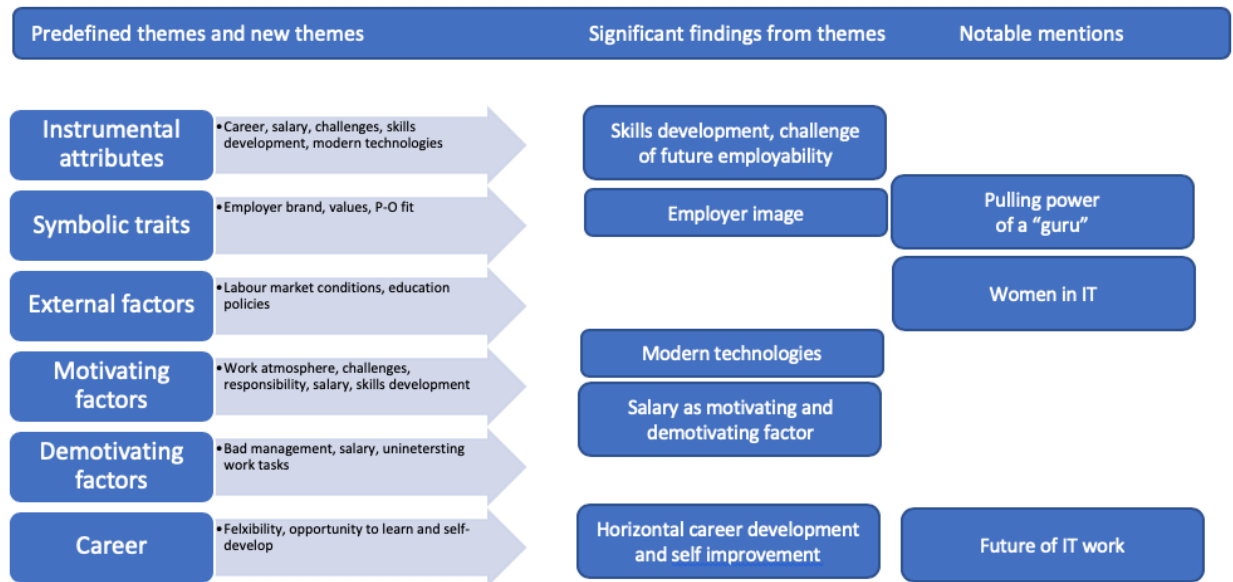 Predefined themes and new themes
Significant findings from themes
Notable mentions
Instrumental
attributes
•Career, salary, challenges, skills
development, modern technologies
Skills development, challenge
of future employability
Symbolic traits
•Employer brand, values, P-O fit
Employer image
Pulling power
of a “guru”
External factors
•Labour market conditions, education
policies
Women in IT
Motivating
factors
•Work atmosphere, challenges,
responsibility, salary, skills development
Modern technologies
Salary as motivating and
demotivating factor
Demotivating
factors
•Bad management, salary, uninetersting
work tasks
Career
•Felxibility, opportunity to learn and self-
develop
Horizontal career development
and self improvement
Future of IT work